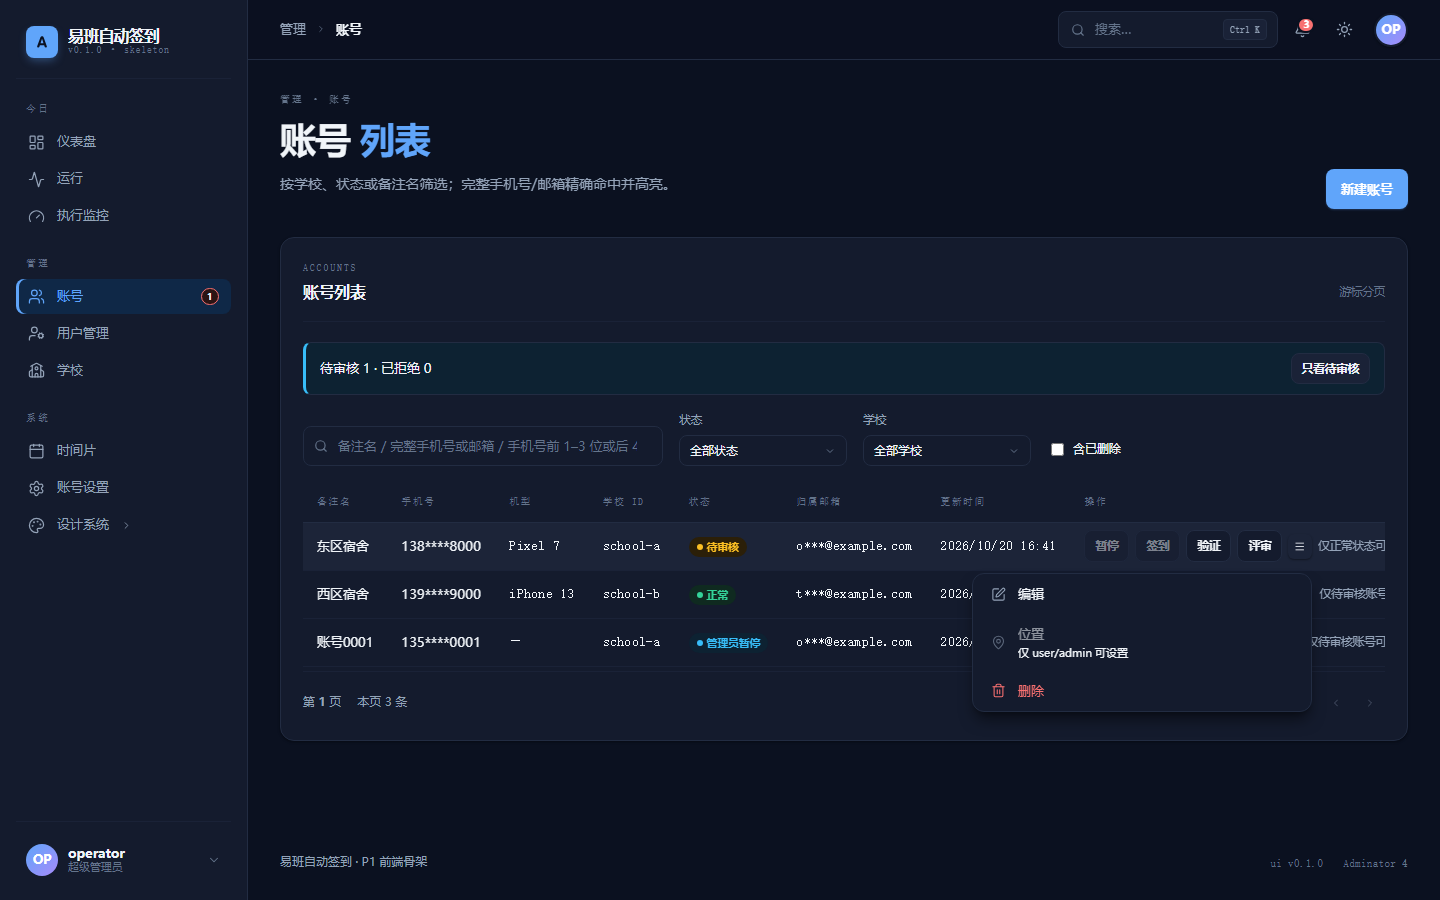 A
易班自动签到
v0.1.0 • skeleton
今日
仪表盘
运行
执行监控
管理
账号
1
用户管理
学校
系统
时间片
账号设置
设计系统
OP
operator
超级管理员
管理
账号
搜索...
Ctrl K
3
OP
管理 · 账号
账号 列表
按学校、状态或备注名筛选；完整手机号/邮箱精确命中并高亮。
新建账号
ACCOUNTS
账号列表
游标分页
待审核 1 · 已拒绝 0
只看待审核
备注名 / 完整手机号或邮箱 / 手机号前 1–3 位或后 4
状态
全部状态
学校
全部学校
含已删除
备注名 手机号 机型 学校 ID 状态 归属邮箱 更新时间 操作
东区宿舍 138****8000 Pixel 7 school-a 待审核 o***@example.com 2026/10/20 16:41 暂停 签到 验证 评审 仅正常状态可
西区宿舍 139****9000 iPhone 13 school-b 正常 t***@example.com 2026/ 仅待审核账号
账号0001 135****0001 — school-a 管理员暂停 o***@example.com 2026/ 仅待审核账号可
编辑
位置
仅 user/admin 可设置
删除
第 1 页 本页 3 条
易班自动签到 · P1 前端骨架
ui v0.1.0 Adminator 4